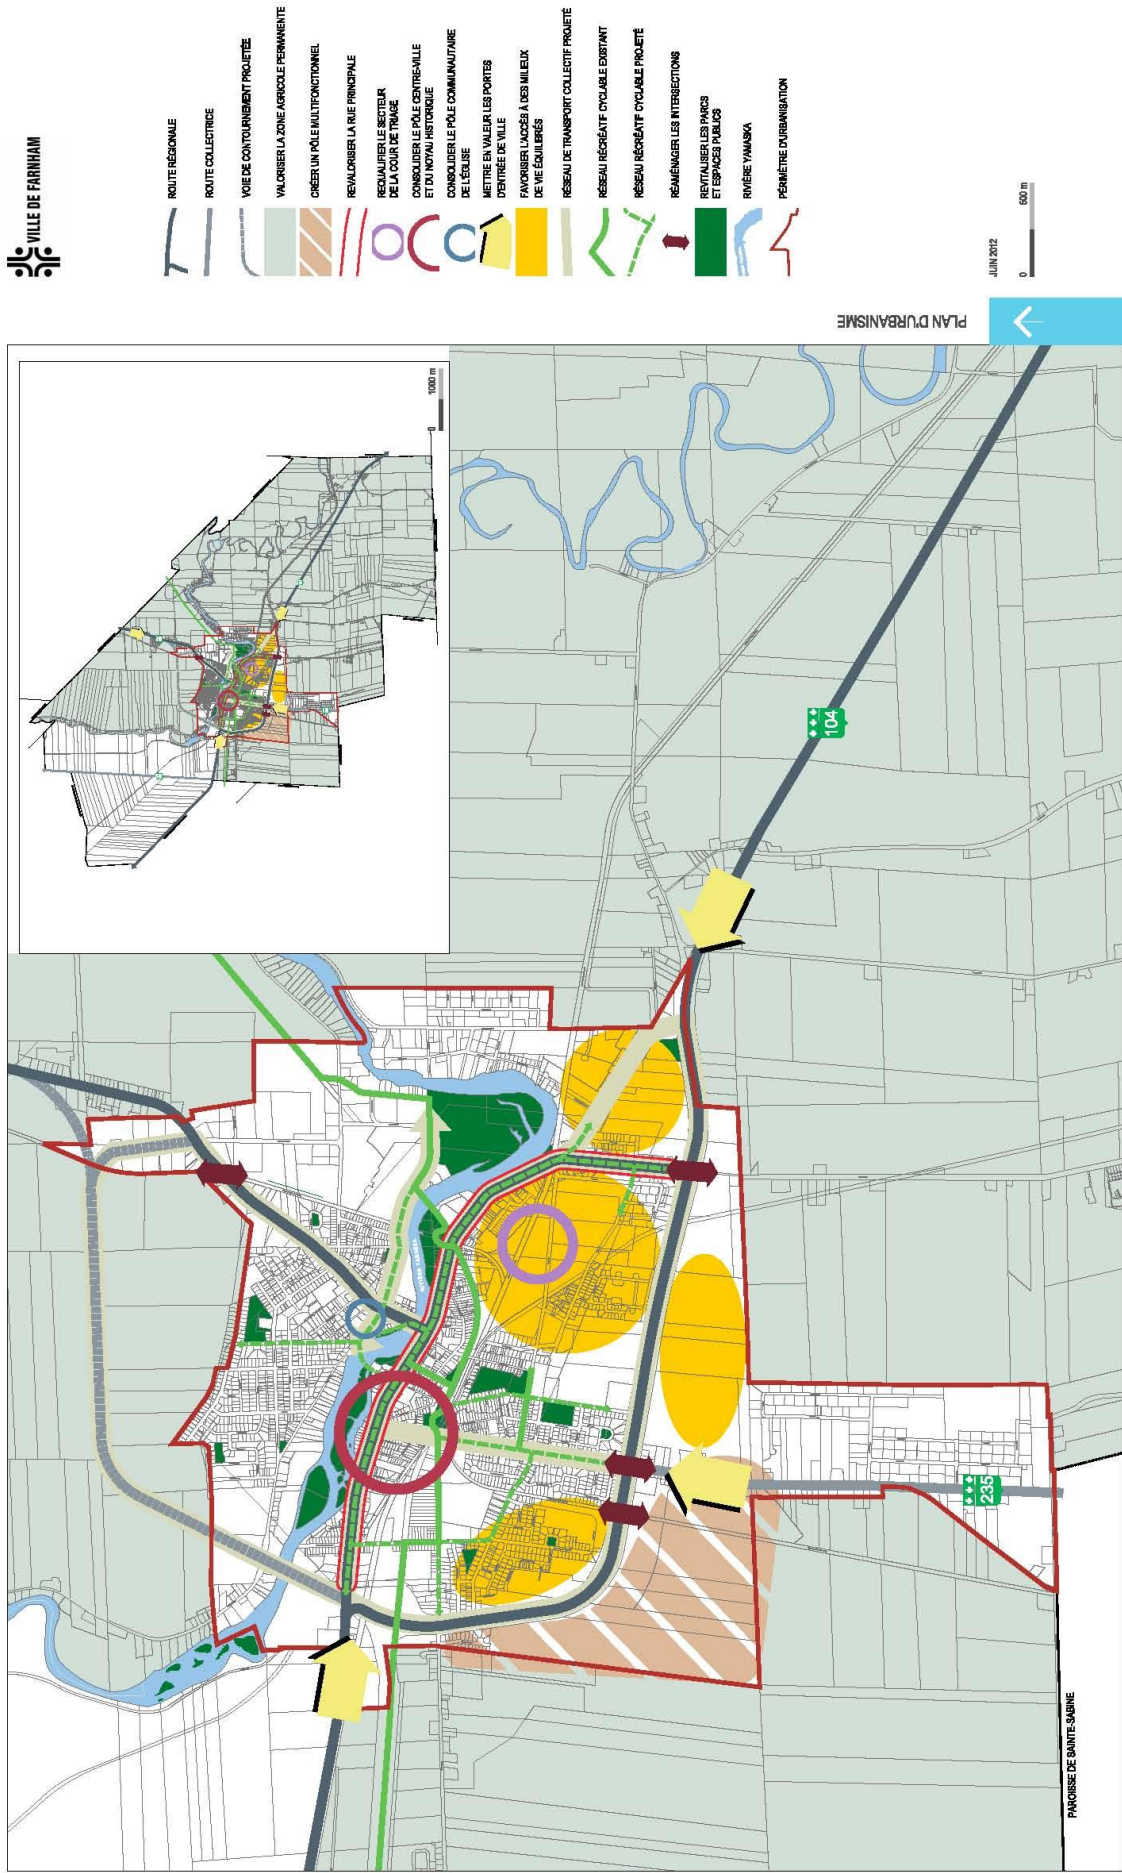 VILLE DE FARNHAM
ROUTE RÉGIONALE
ROUTE COLLECTRICE
VOIE DE CONTOURNEMENT PROJETÉE
VALORISER LA ZONE AGRICOLE PERMANENTE
CRÉER UN PÔLE MULTIFONCTIONNEL
REVALORISER LA RUE PRINCIPALE
REQUALIFIER LE SECTEUR
DE LA COUR DE TRIAGE
CONSOLIDER LE PÔLE CENTRE-VILLE
ET DU NOYAU HISTORIQUE
CONSOLIDER LE PÔLE COMMUNAUTAIRE
DE L'ÉGLISE
METTRE EN VALEUR LES PORTES
D'ENTRÉE DE VILLE
FAVORISER L'ACCÈS À DES MILIEUX
DE VIE ÉQUILIBRÉS
RÉSEAU DE TRANSPORT COLLECTIF PROJETÉ
RÉSEAU RÉCRÉATIF CYCLABLE EXISTANT
RÉSEAU RÉCRÉATIF CYCLABLE PROJETÉ
RÉAMÉNAGER LES INTERSECTIONS
REVITALISER LES PARCS
ET ESPACES PUBLICS
RIVIÈRE YAMASKA
PÉRIMÈTRE D'URBANISATION
JUIN 2012
0 600 m
PLAN D'URBANISME
0 1000 m
104
235
RIVIÈRE YAMASKA
PAROISSE DE SAINTE-SABINE